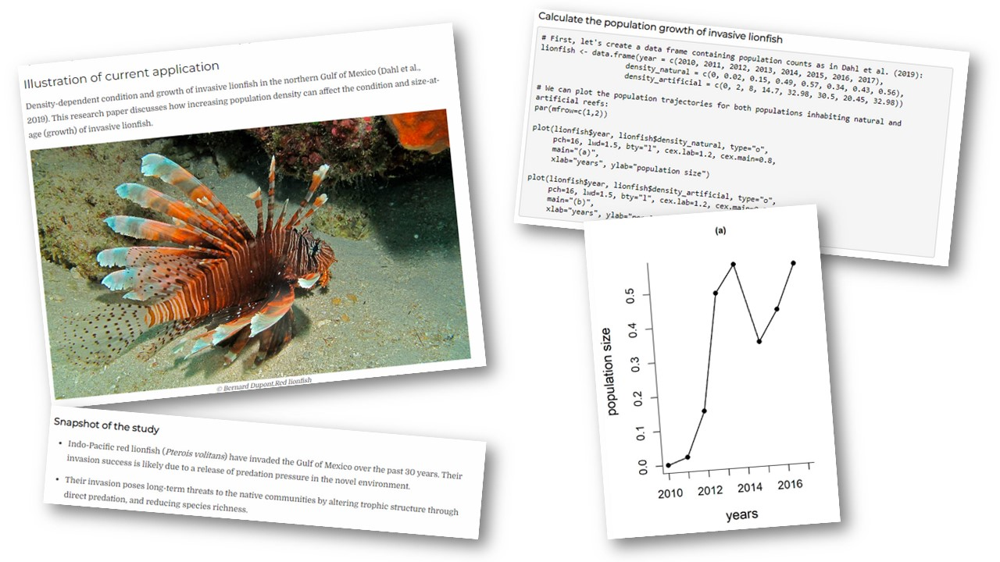 Illustration of current application
Density-dependent condition and growth of invasive lionfish in the northern Gulf of Mexico (Dahl et al.,
2019). This research paper discusses how increasing population density can affect the condition and size-at-
age (growth) of invasive lionfish.
© Bernard Dupont.Red lionfish
Snapshot of the study
• Indo-Pacific red lionfish (Pterois volitans) have invaded the Gulf of Mexico over the past 30 years. Their
invasion success is likely due to a release of predation pressure in the novel environment.
• Their invasion poses long-term threats to the native communities by altering trophic structure through
direct predation, and reducing species richness.
Calculate the population growth of invasive lionfish
# First, let's create a data frame containing population counts as in Dahl et al. (2019):
lionfish <- data.frame(year = c(2010, 2011, 2012, 2013, 2014, 2015, 2016, 2017),
density_natural = c(0, 0.02, 0.15, 0.49, 0.57, 0.34, 0.43, 0.56),
density_artificial = c(0, 2, 8, 14.7, 32.98, 30.5, 20.45, 32.98))
# We can plot the population trajectories for both populations inhabiting natural and
artificial reefs:
par(mfrow=c(1,2))
plot(lionfish$year, lionfish$density_natural, type="o",
pch=16, lwd=1.5, bty="l", cex.lab=1.2, cex.main=0.8,
main="(a)",
xlab="years", ylab="population size")
plot(lionfish$year, lionfish$density_artificial, type="o",
pch=16, lwd=1.5, bty="l", cex.lab=1.2,
main="(b)",
xlab="years",
(a)
population size
0.5
0.4
0.3
0.2
0.1
0.0
2010 2012 2014 2016
years